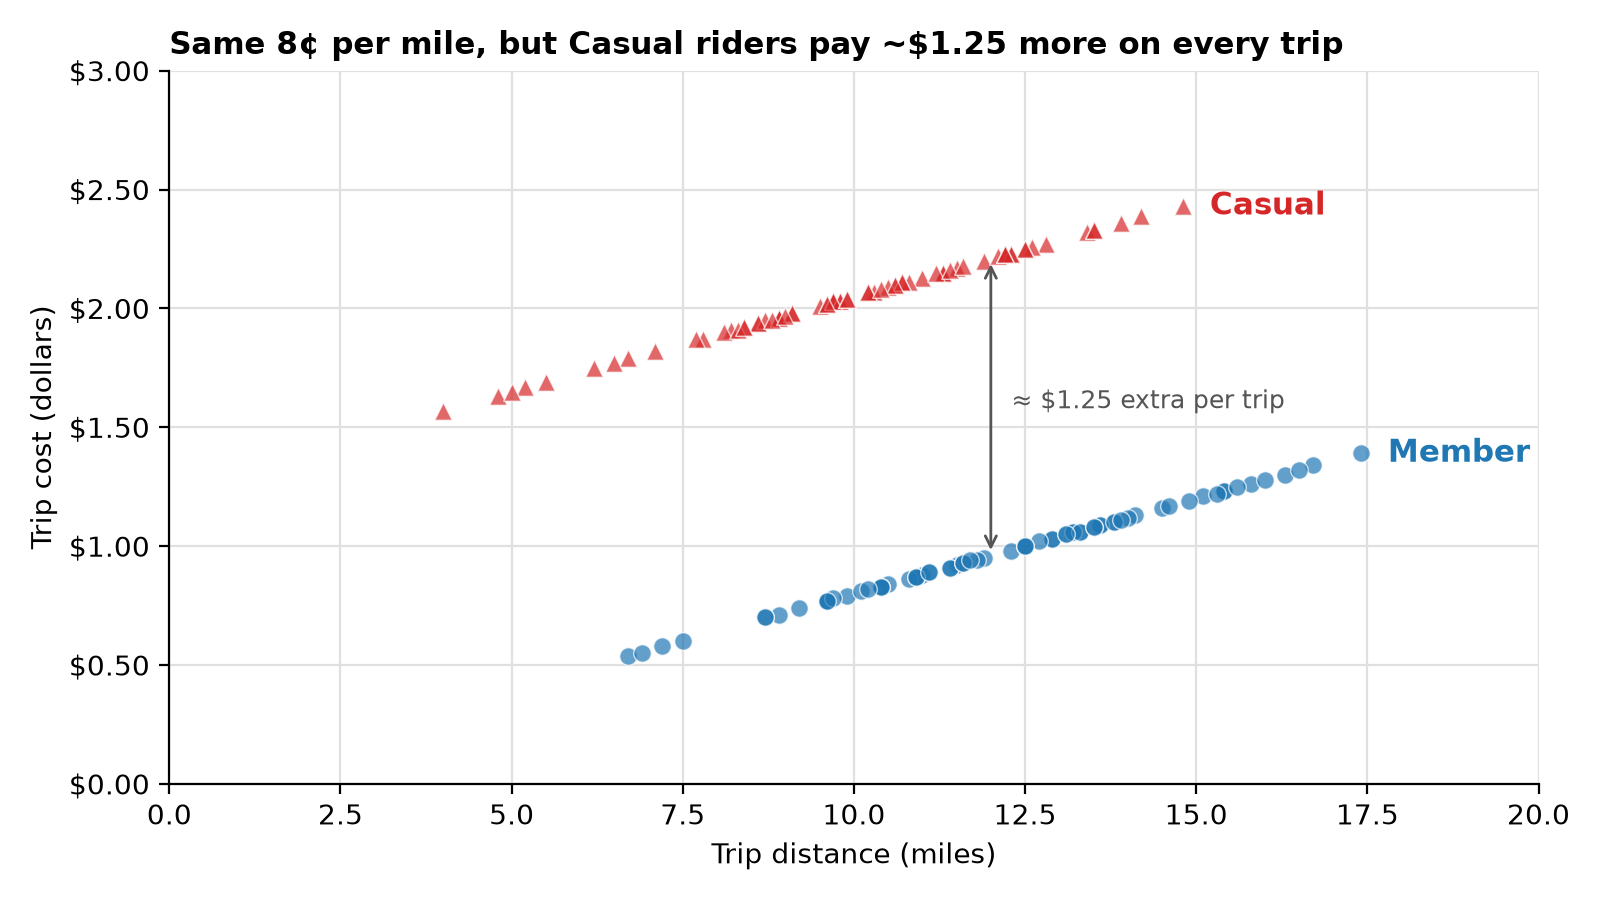 Same 8¢ per mile, but Casual riders pay ~$1.25 more on every trip
$3.00
$2.50
$2.00
$1.50
$1.00
$0.50
$0.00
Trip cost (dollars)
Casual
≈ $1.25 extra per trip
Member
0.0 2.5 5.0 7.5 10.0 12.5 15.0 17.5 20.0
Trip distance (miles)